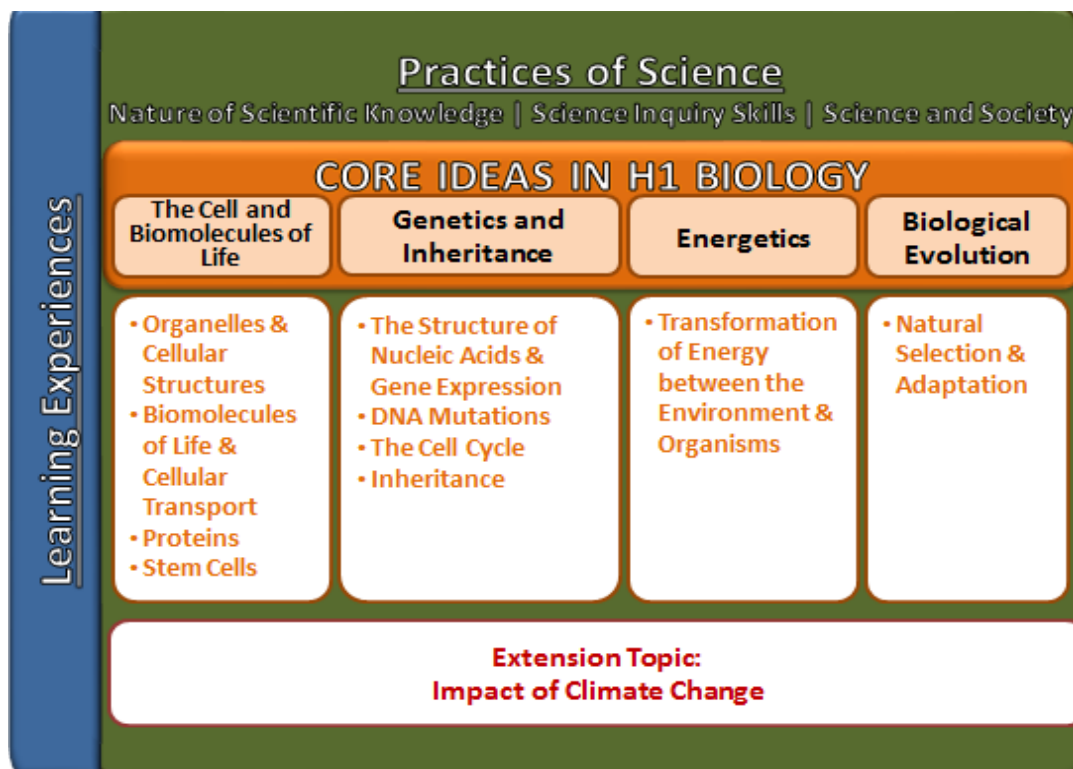 Learning Experiences
Practices of Science
Nature of Scientific Knowledge | Science Inquiry Skills | Science and Society
CORE IDEAS IN H1 BIOLOGY
The Cell and
Biomolecules of
Life
• Organelles &
Cellular
Structures
• Biomolecules
of Life &
Cellular
Transport
• Proteins
• Stem Cells
Genetics and
Inheritance
• The Structure of
Nucleic Acids &
Gene Expression
• DNA Mutations
• The Cell Cycle
• Inheritance
Energetics
• Transformation
of Energy
between the
Environment &
Organisms
Biological
Evolution
• Natural
Selection &
Adaptation
Extension Topic:
Impact of Climate Change